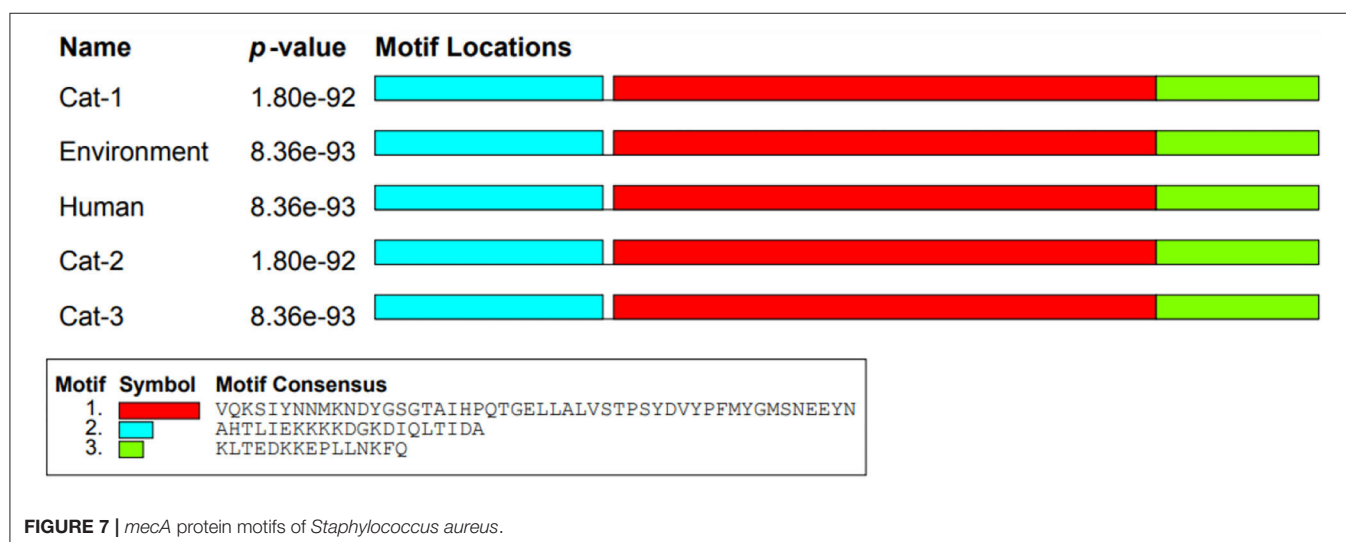 Name p-value Motif Locations
Cat-1 1.80e-92
Environment 8.36e-93
Human 8.36e-93
Cat-2 1.80e-92
Cat-3 8.36e-93
Motif Symbol Motif Consensus
1. VQKSIYNNMKNDYGSGTAIHPQTGELLALVSTPSYDVYPFMYGMSNEEYN
2. AHTLIEKKKKDGKDIQLTIDA
3. KLTEDKKEPLLNKFQ
FIGURE 7 | mecA protein motifs of Staphylococcus aureus.